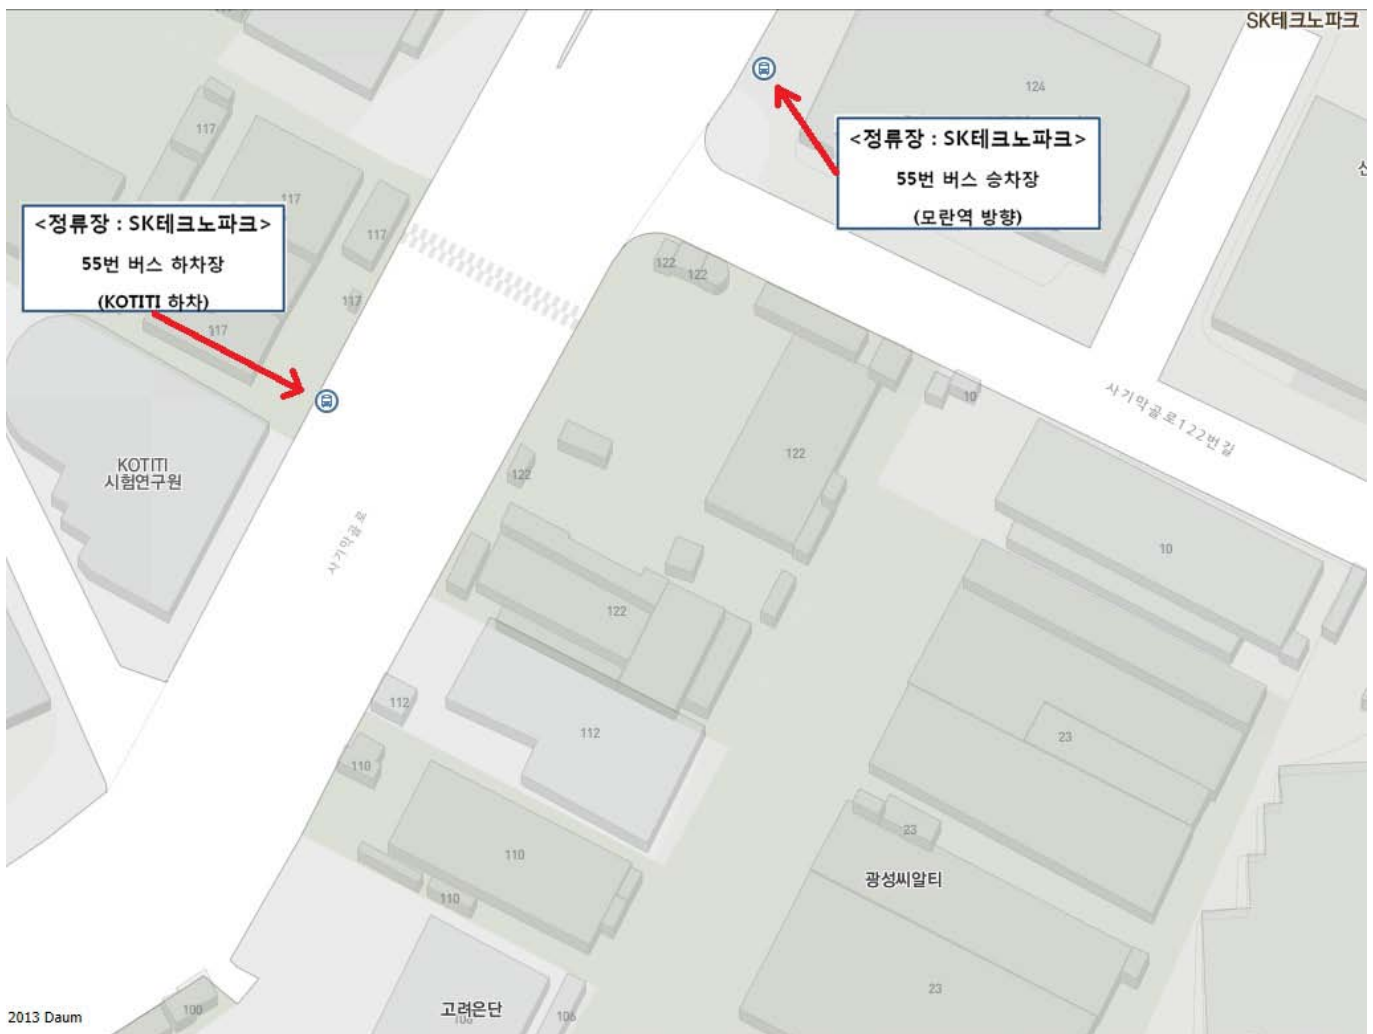 SK테크노파크
124
<정류장 : SK테크노파크>
55번 버스 승차장
(모란역 방향)
117
117
117
117
117
<정류장 : SK테크노파크>
55번 버스 하차장
(KOTITI 하차)
122
122
10
사기막골로122번길
KOTITI
시험연구원
사기막골로
122
122
10
122
112
112
23
110
110
110
23
광성씨알티
23
고려은단
106
100
2013 Daum